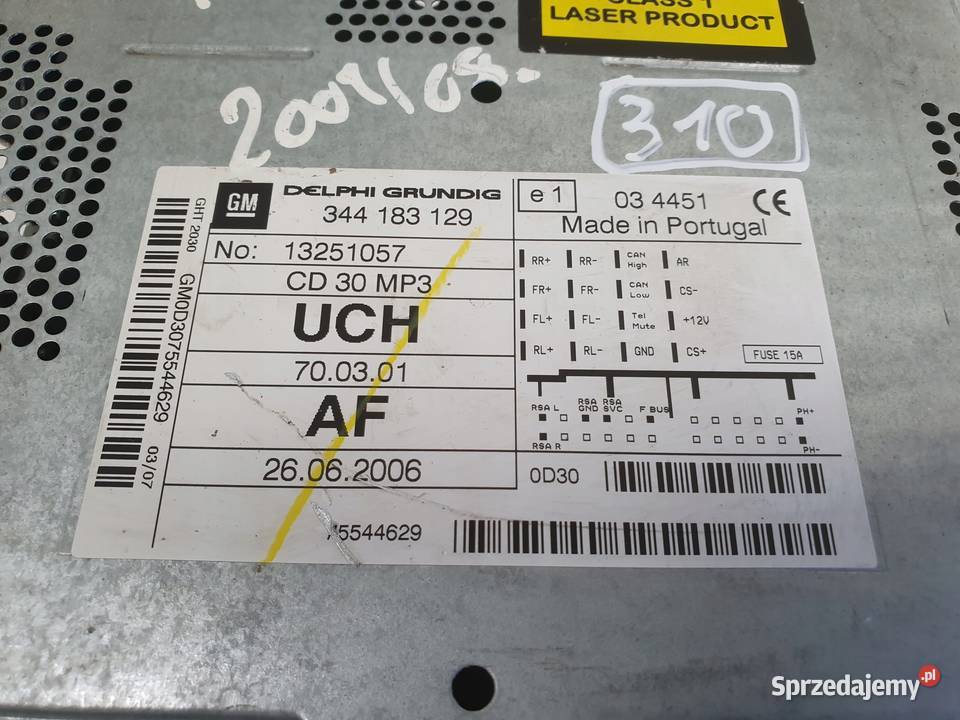 CLASS 1
LASER PRODUCT
310
GM
DELPHI GRUNDIG
344 183 129
No: 13251057
CD 30 MP3
UCH
70.03.01
AF
26.06.2006
GHT 2030
GM0D3075544629 03/07
e 1
03 4451
CE
Made in Portugal
RR+ RR- CAN High AR
FR+ FR- CAN Low CS-
FL+ FL- Tel Mute +12V
RL+ RL- GND CS+
FUSE 15A
RSA L RSA GND RSA SVC F BUS PH+
RSA R PH-
0D30
75544629
Sprzedajemy.pl